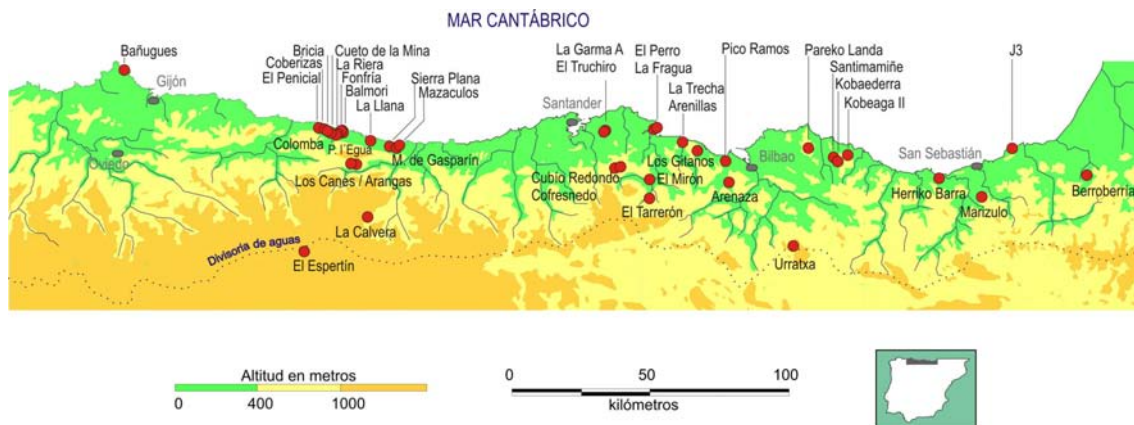 MAR CANTÁBRICO
Bañugues
Gijón
Oviedo
Bricia
Coberizas
El Penicial
Cueto de la Mina
La Riera
Fonfría
Balmori
La Llana
Colomba
P. l'Egua
Sierra Plana
Mazaculos
M. de Gasparín
Los Canes / Arangas
La Calvera
Divisoria de aguas
El Espertín
La Garma A
El Truchiro
Santander
El Perro
La Fragua
La Trecha
Arenillas
Cubío Redondo
Cofresnedo
Los Gitanos
El Mirón
El Tarrerón
Pico Ramos
Bilbao
Arenaza
Pareko Landa
Santimamiñe
Kobaederra
Kobeaga II
Urratxa
San Sebastián
Herriko Barra
Marizulo
J3
Berroberría
Altitud en metros
0 400 1000
0 50 100
kilómetros